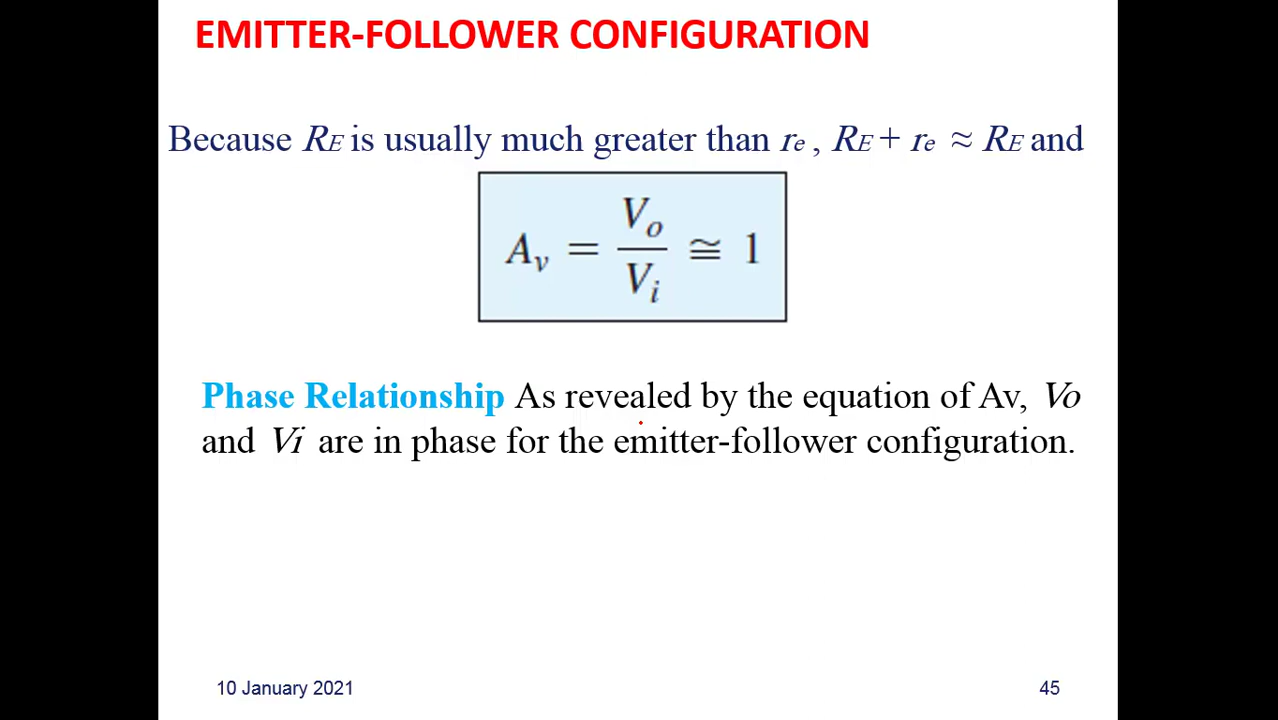 EMITTER-FOLLOWER CONFIGURATION
Because RE is usually much greater than re , RE + re ≈ RE and
Av = Vo / Vi ≅ 1
Phase Relationship As revealed by the equation of Av, Vo
and Vi are in phase for the emitter-follower configuration.
10 January 2021 45